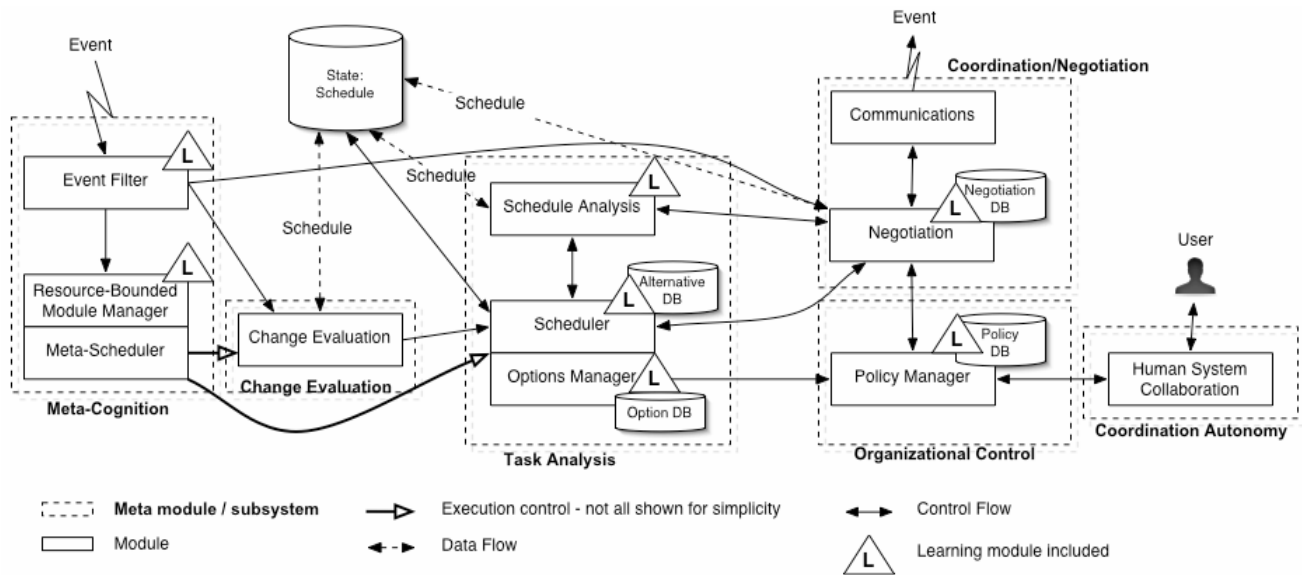 Event
Event
State:
Schedule
Coordination/Negotiation
Schedule
Communications
L
Event Filter
Schedule
L
Schedule Analysis
L
Negotiation
DB
Negotiation
User
Schedule
L
Resource-Bounded
Module Manager
Meta-Scheduler
Change Evaluation
Change Evaluation
Meta-Cognition
L
Alternative
DB
Scheduler
Options Manager
L
Option DB
Task Analysis
L
Policy
DB
Policy Manager
Organizational Control
Human System
Collaboration
Coordination Autonomy
Meta module / subsystem
Execution control - not all shown for simplicity
Control Flow
Module
Data Flow
L
Learning module included